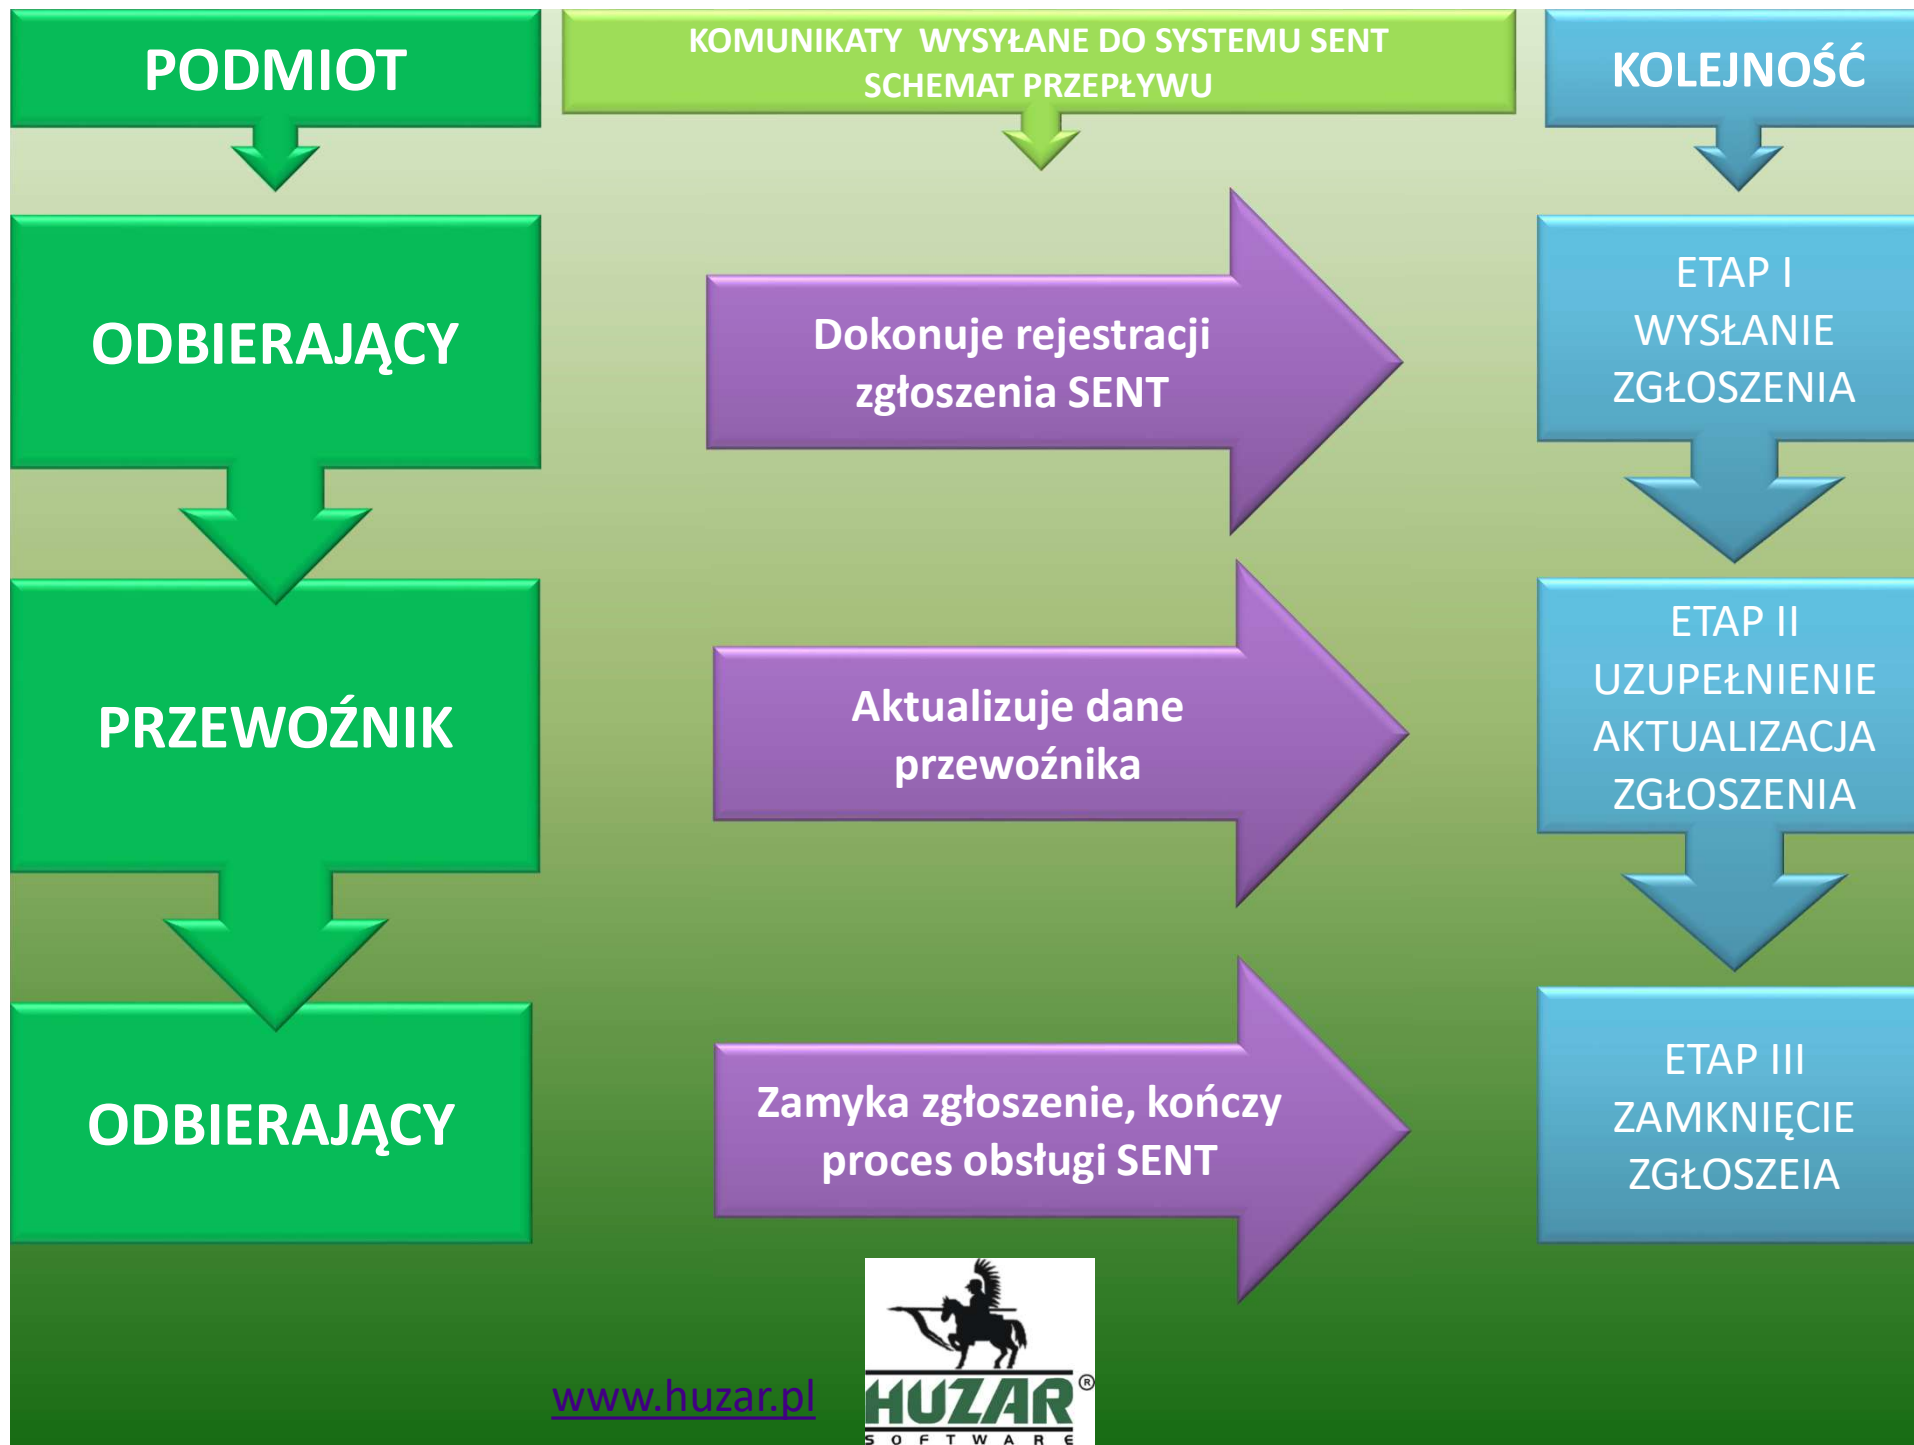 PODMIOT
KOMUNIKATY  WYSYŁANE DO SYSTEMU SENT
SCHEMAT PRZEPŁYWU
KOLEJNOŚĆ
ODBIERAJĄCY
Dokonuje rejestracji
zgłoszenia SENT
ETAP I
WYSŁANIE
ZGŁOSZENIA
PRZEWOŹNIK
Aktualizuje dane
przewoźnika
ETAP II
UZUPEŁNIENIE
AKTUALIZACJA
ZGŁOSZENIA
ODBIERAJĄCY
Zamyka zgłoszenie, kończy
proces obsługi SENT
ETAP III
ZAMKNIĘCIE
ZGŁOSZEIA
www.huzar.pl
HUZAR®
SOFTWARE